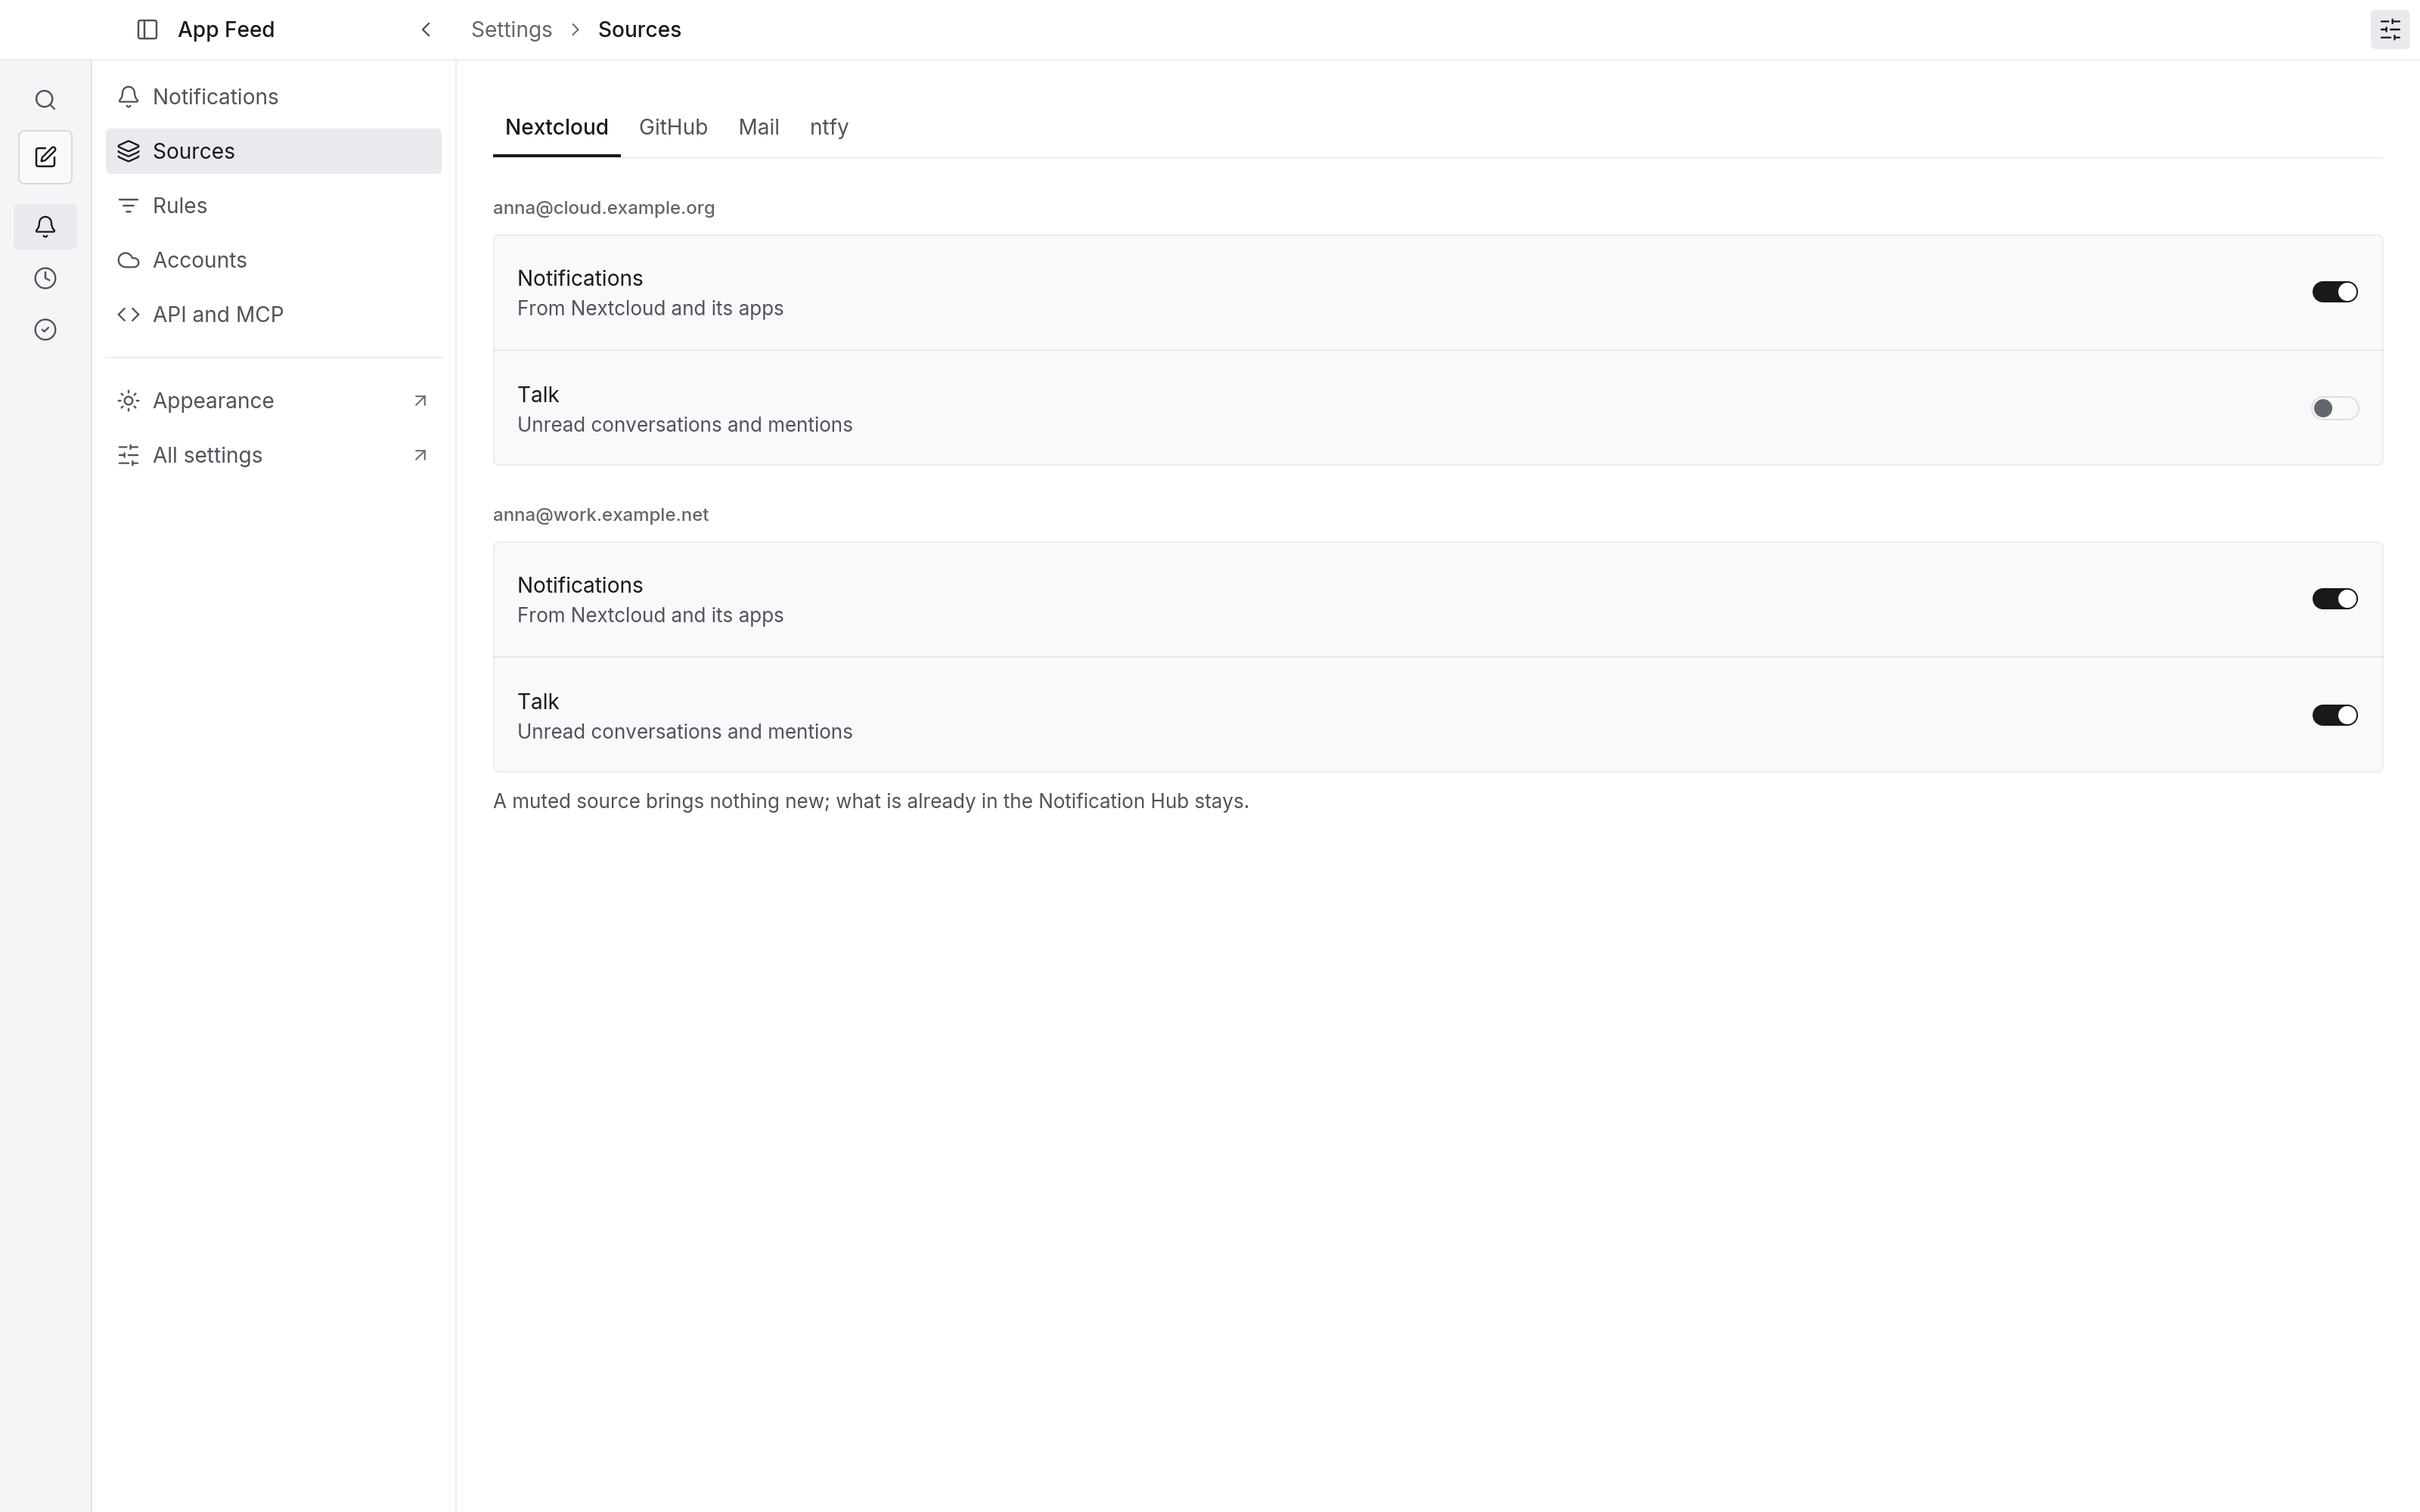 App Feed
Settings > Sources
Notifications
Sources
Rules
Accounts
API and MCP
Appearance
All settings
Nextcloud GitHub Mail ntfy
anna@cloud.example.org
Notifications
From Nextcloud and its apps
Talk
Unread conversations and mentions
anna@work.example.net
Notifications
From Nextcloud and its apps
Talk
Unread conversations and mentions
A muted source brings nothing new; what is already in the Notification Hub stays.